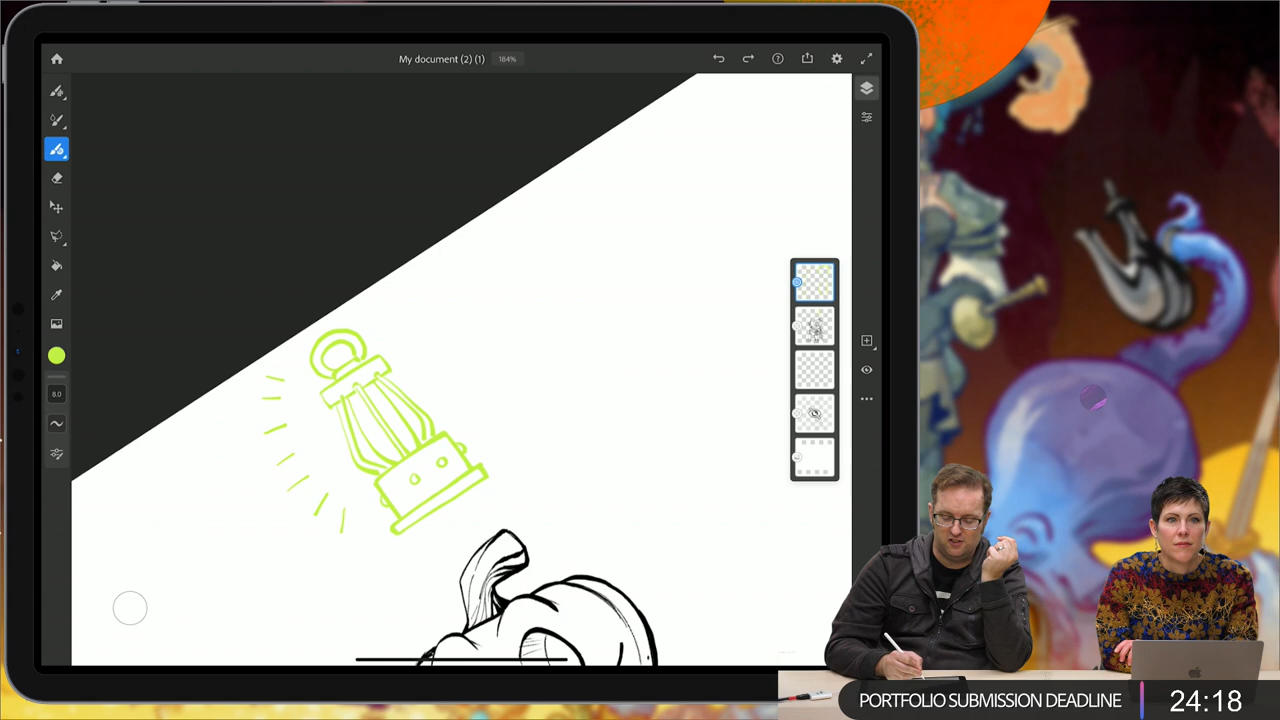 My document (2) (1) 184%
8.0
PORTFOLIO SUBMISSION DEADLINE 24:18